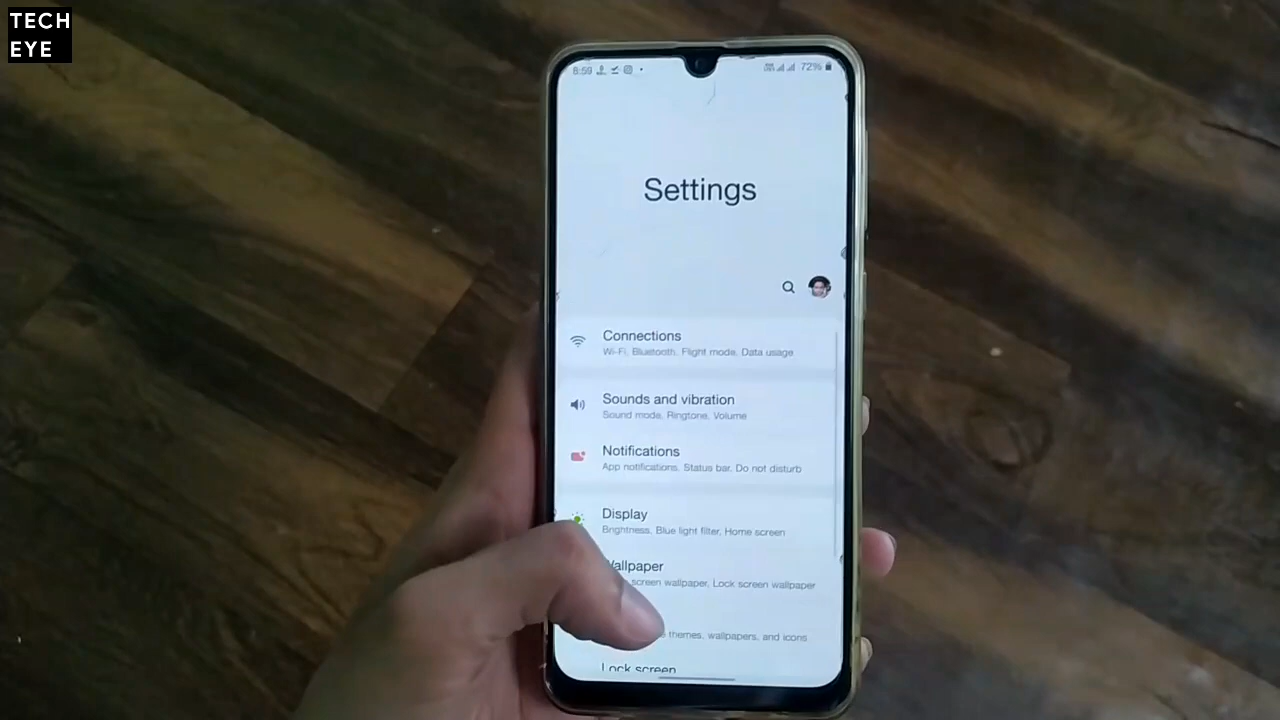 TECH
EYE
8:59
72%
Settings
Connections
Wi-Fi, Bluetooth, Flight mode, Data usage
Sounds and vibration
Sound mode, Ringtone, Volume
Notifications
App notifications, Status bar, Do not disturb
Display
Brightness, Blue light filter, Home screen
Wallpaper
screen wallpaper, Lock screen wallpaper
themes, wallpapers, and icons
Lock screen